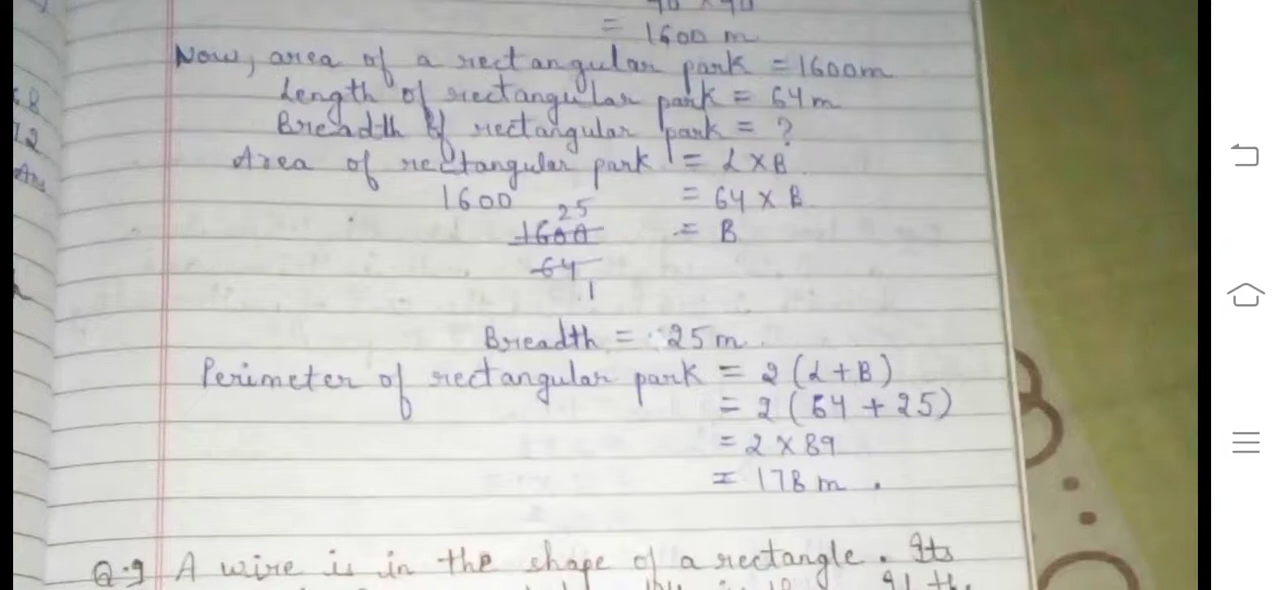 = 1600 m
Now, area of a rectangular park = 1600m
Length of rectangular park = 64m
Breadth of rectangular park = ?
Area of rectangular park = L × B
1600 = 64 × B
25
1600 = B
64
1
Breadth = 25 m.
Perimeter of rectangular park = 2 (L + B)
= 2 (64 + 25)
= 2 × 89
= 178 m.
Q.9 A wire is in the shape of a rectangle. Its